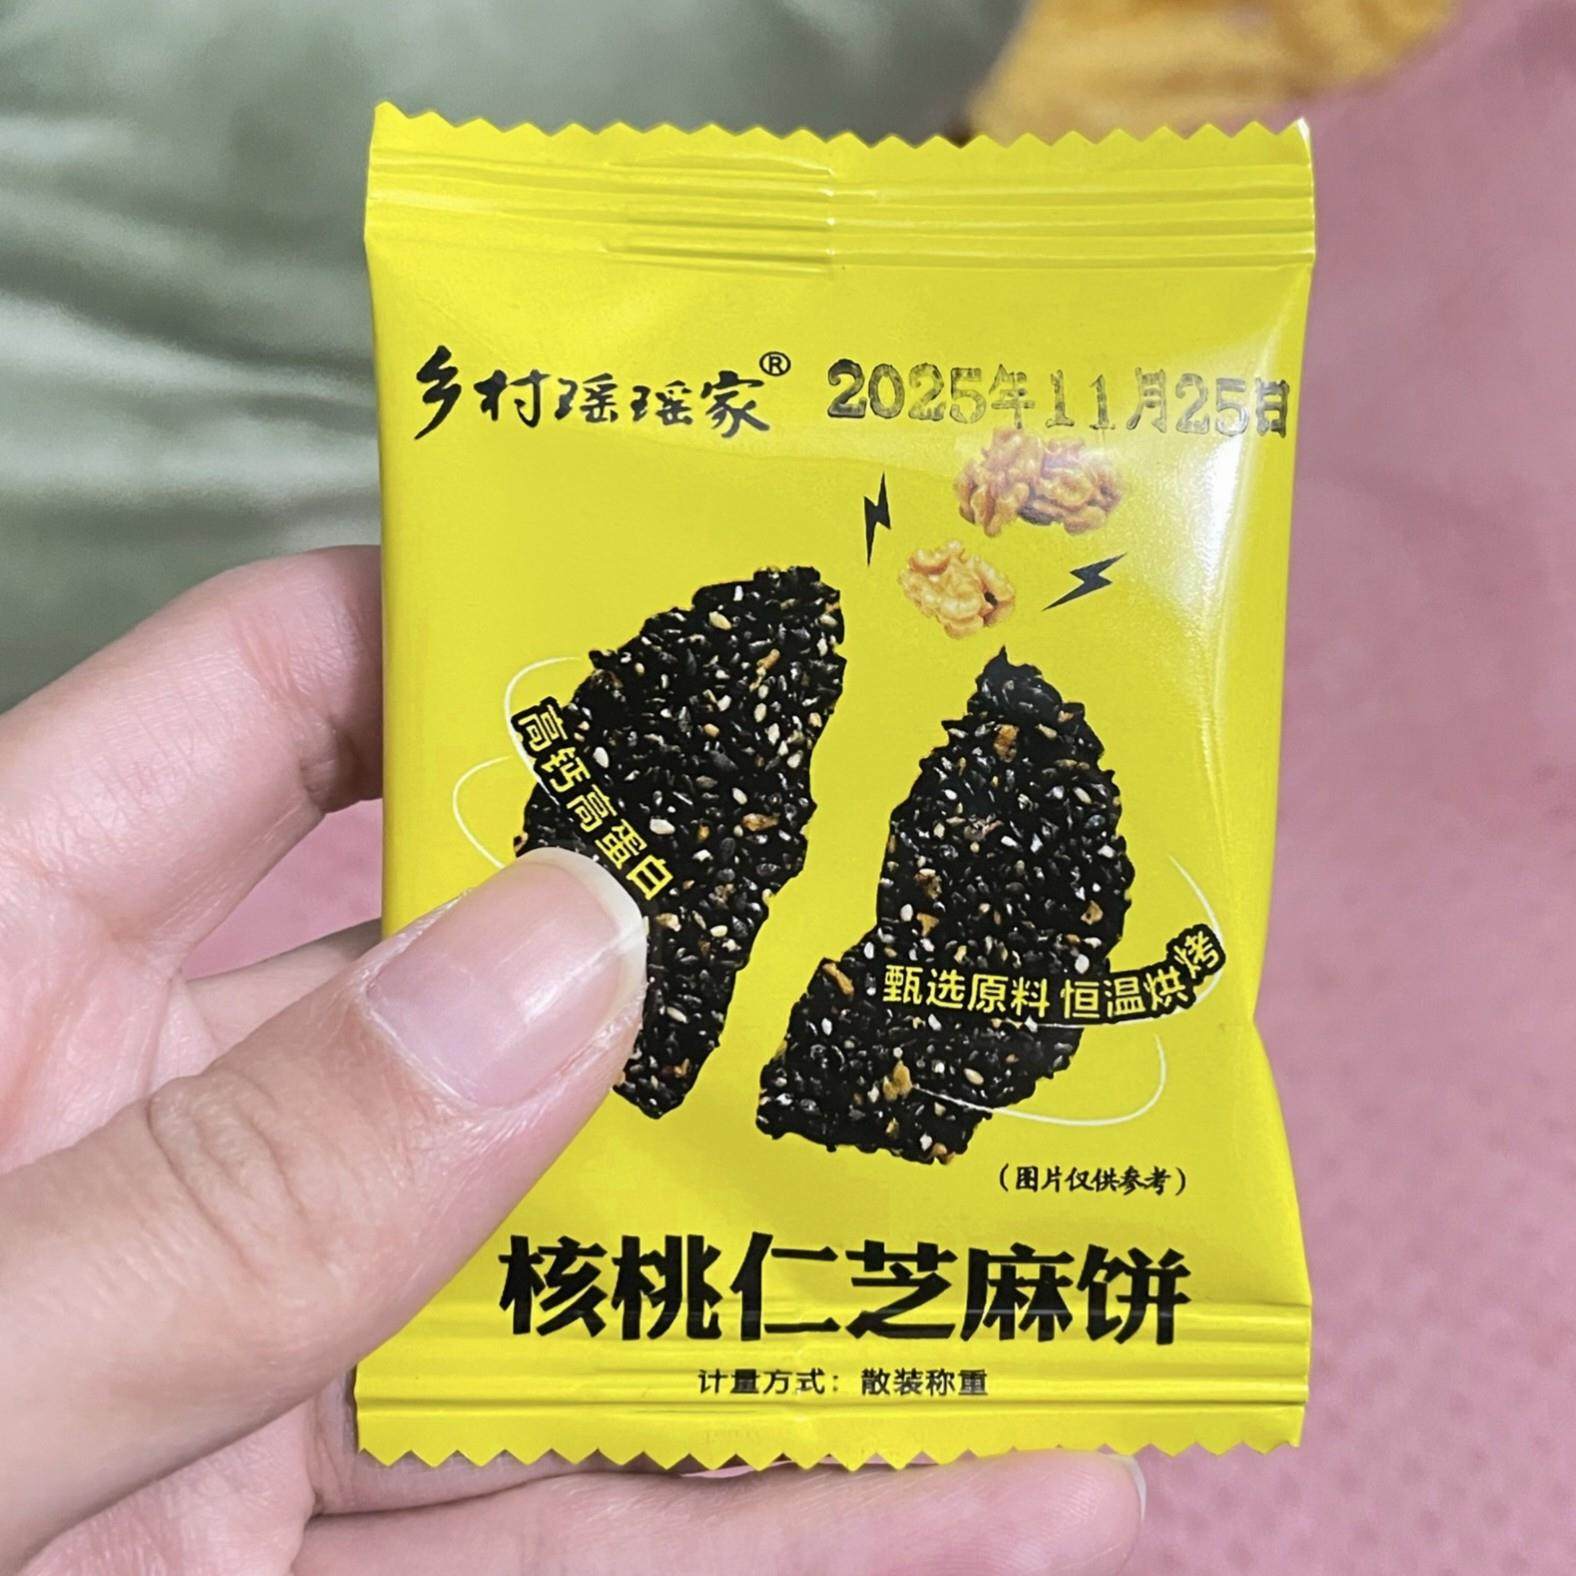 乡村瑶瑶家®
2025年11月25日
高钙高蛋白
甄选原料 恒温烘烤
（图片仅供参考）
核桃仁芝麻饼
计量方式：散装称重